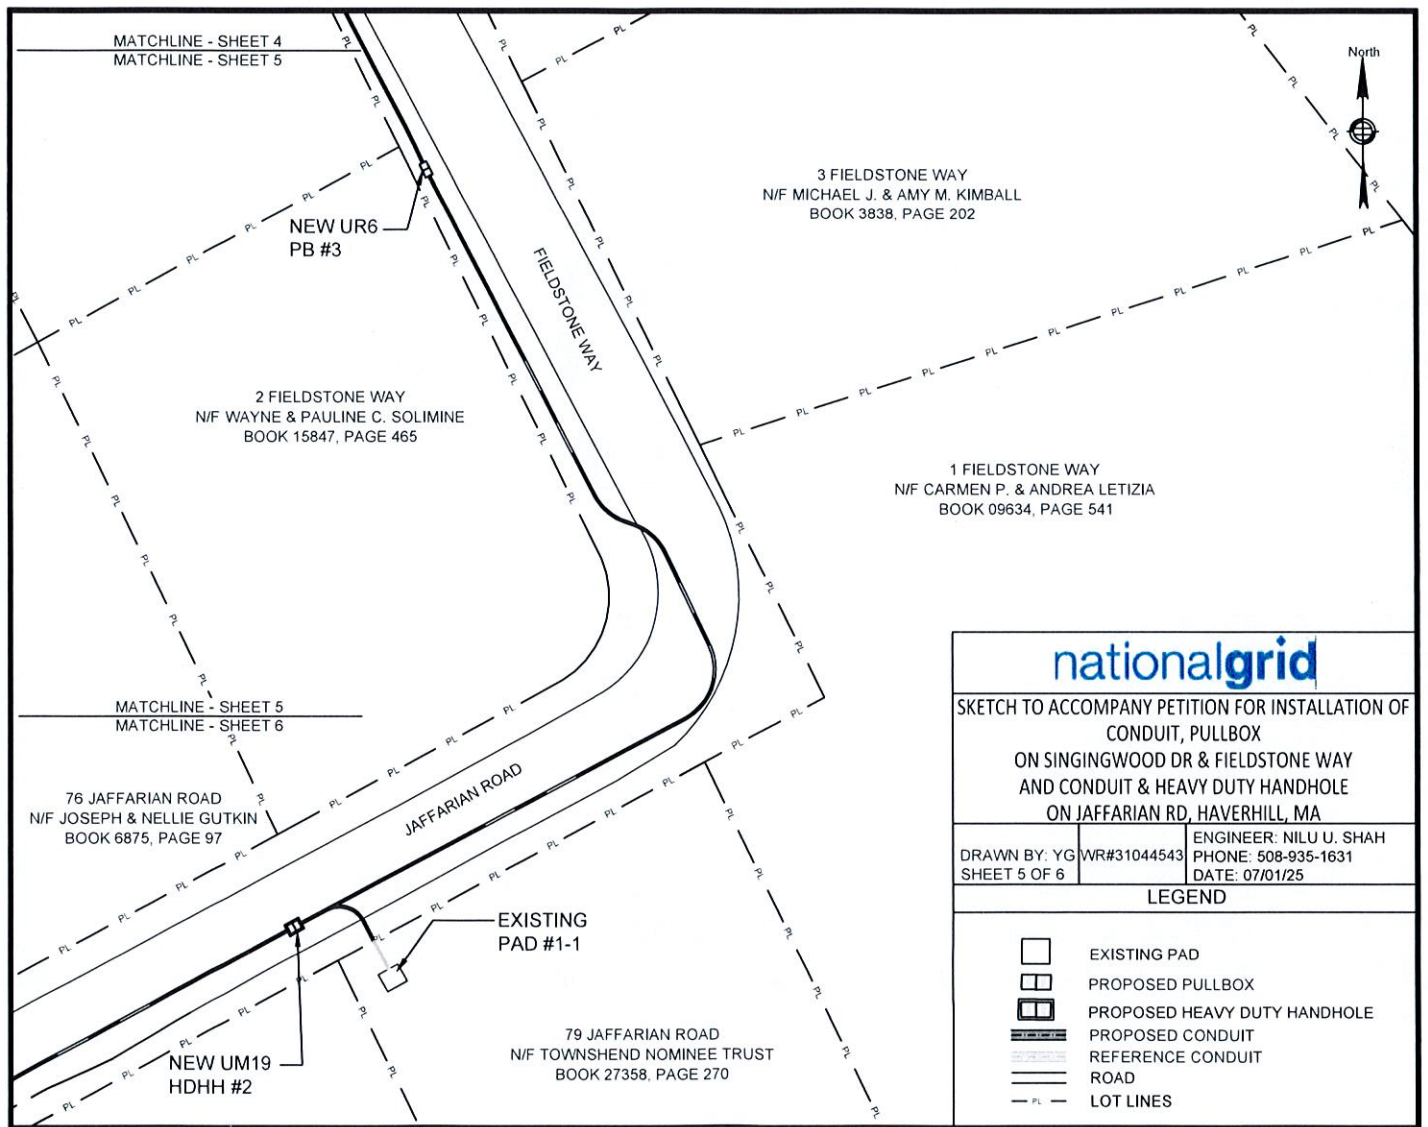 MATCHLINE - SHEET 4
MATCHLINE - SHEET 5
North
3 FIELDSTONE WAY
N/F MICHAEL J. & AMY M. KIMBALL
BOOK 3838, PAGE 202
NEW UR6
PB #3
FIELDSTONE WAY
2 FIELDSTONE WAY
N/F WAYNE & PAULINE C. SOLIMINE
BOOK 15847, PAGE 465
1 FIELDSTONE WAY
N/F CARMEN P. & ANDREA LETIZIA
BOOK 09634, PAGE 541
MATCHLINE - SHEET 5
MATCHLINE - SHEET 6
76 JAFFARIAN ROAD
N/F JOSEPH & NELLIE GUTKIN
BOOK 6875, PAGE 97
JAFFARIAN ROAD
EXISTING
PAD #1-1
NEW UM19
HDHH #2
79 JAFFARIAN ROAD
N/F TOWNSHEND NOMINEE TRUST
BOOK 27358, PAGE 270
nationalgrid
SKETCH TO ACCOMPANY PETITION FOR INSTALLATION OF
CONDUIT, PULLBOX
ON SINGINGWOOD DR & FIELDSTONE WAY
AND CONDUIT & HEAVY DUTY HANDHOLE
ON JAFFARIAN RD, HAVERHILL, MA
DRAWN BY: YG
SHEET 5 OF 6
WR#31044543
ENGINEER: NILU U. SHAH
PHONE: 508-935-1631
DATE: 07/01/25
LEGEND
EXISTING PAD
PROPOSED PULLBOX
PROPOSED HEAVY DUTY HANDHOLE
PROPOSED CONDUIT
REFERENCE CONDUIT
ROAD
PL LOT LINES